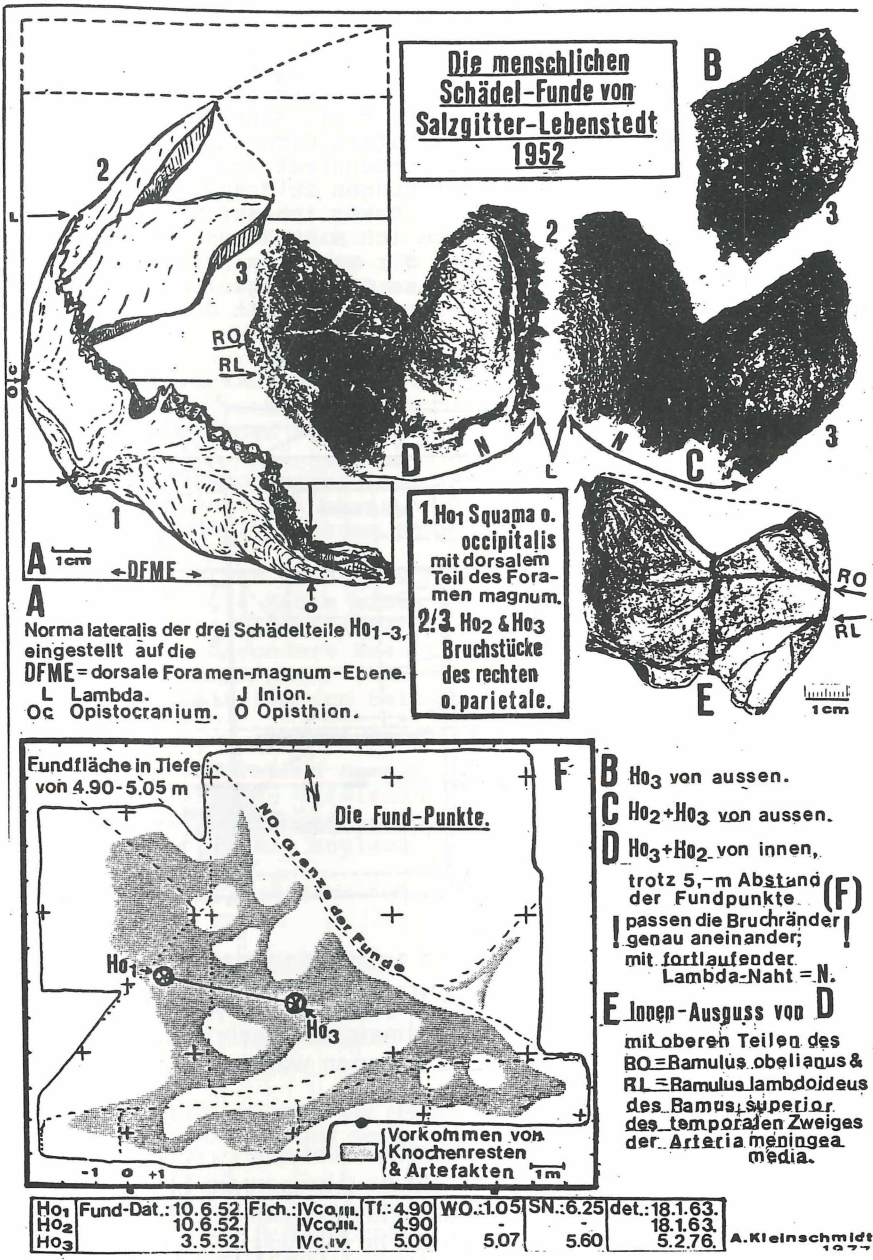 Die menschlichen
Schädel-Funde von
Salzgitter-Lebenstedt
1952
B
3
2
3
2
L
Oc
J
1
RO
RL
D
N
L
N
C
3
A
1cm
DFME
O
1. Ho1 Squama o.
occipitalis
mit dorsalem
Teil des Fora-
men magnum.
2/3. Ho2 & Ho3
Bruchstücke
des rechten
o. parietale.
RO
RL
E
1cm
A
Norma lateralis der drei Schädelteile Ho1-3,
eingestellt auf die
DFME = dorsale Foramen-magnum-Ebene.
L Lambda. J Inion.
Oc Opistocranium. O Opisthion.
Fundfläche in Tiefe
von 4.90-5.05 m
N
F
Die Fund-Punkte.
NO-Grenze der Funde
Ho1
Ho3
Vorkommen von
Knochenresten
& Artefakten
1m
-1 0 +1
B Ho3 von aussen.
C Ho2+Ho3 von aussen.
D Ho3+Ho2 von innen,
trotz 5,-m Abstand
der Fundpunkte (F)
! passen die Bruchränder !
genau aneinander;
mit fortlaufender
Lambda-Naht = N.
E Innen-Ausguss von D
mit oberen Teilen des
RO=Ramulus obelianus &
RL=Ramulus lambdoideus
des Ramus superior
des temporalen Zweiges
der Arteria meningea
media.
Ho1 Fund-Dat.: 10.6.52. Flch.: IVco,III. Tf.: 4.90 WO.: 1.05 SN.: 6.25 det.: 18.1.63.
Ho2 10.6.52. IVco,III. 4.90 - - 18.1.63.
Ho3 3.5.52. IVc,IV. 5.00 5.07 5.60 5.2.76.
A.Kleinschmidt
1977